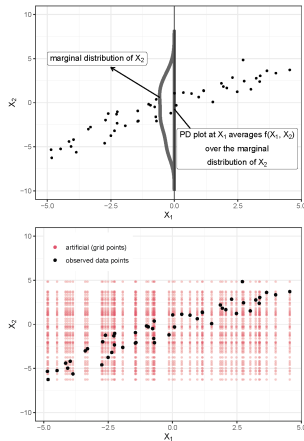 10
marginal distribution of X2
5
X2
0
PD plot at X1 averages f(X1, X2)
over the marginal
distribution of X2
−5
−10
−5.0 −2.5 0.0 2.5 5.0
X1
10
artificial (grid points)
observed data points
5
X2
0
−5
−10
−5.0 −2.5 0.0 2.5 5.0
X1